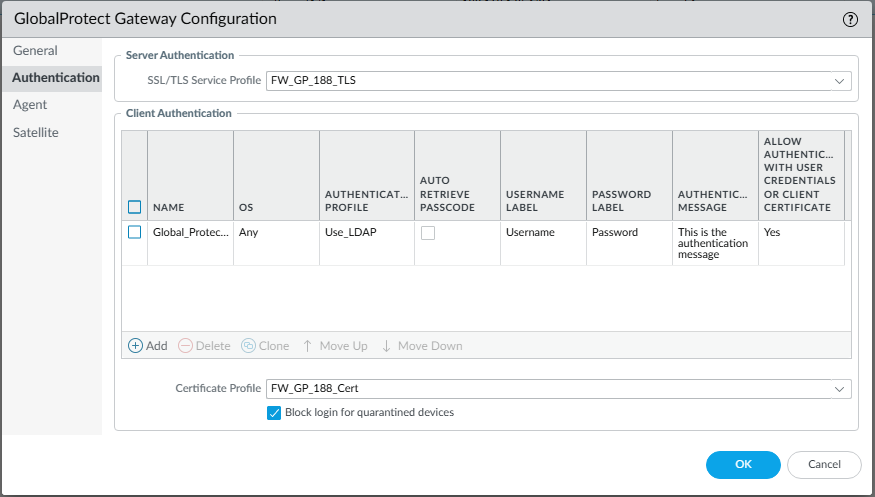 GlobalProtect Gateway Configuration
?
General
Authentication
Agent
Satellite
Server Authentication
SSL/TLS Service Profile FW_GP_188_TLS
Client Authentication
NAME
OS
AUTHENTICAT...
PROFILE
AUTO
RETRIEVE
PASSCODE
USERNAME
LABEL
PASSWORD
LABEL
AUTHENTIC...
MESSAGE
ALLOW
AUTHENTIC...
WITH USER
CREDENTIALS
OR CLIENT
CERTIFICATE
Global_Protec...
Any
Use_LDAP
Username
Password
This is the
authentication
message
Yes
Add Delete Clone Move Up Move Down
Certificate Profile FW_GP_188_Cert
Block login for quarantined devices
OK Cancel